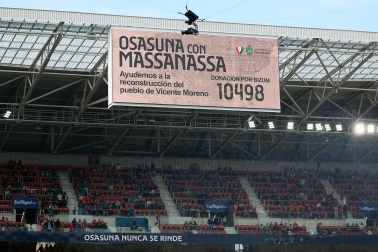 OSASUNA CON
MASSANASSA
Ayudemos a la
reconstrucción del
pueblo de Vicente Moreno
DONACIÓN POR BIZUM
10498
OSASUNA NUNCA SE RINDE